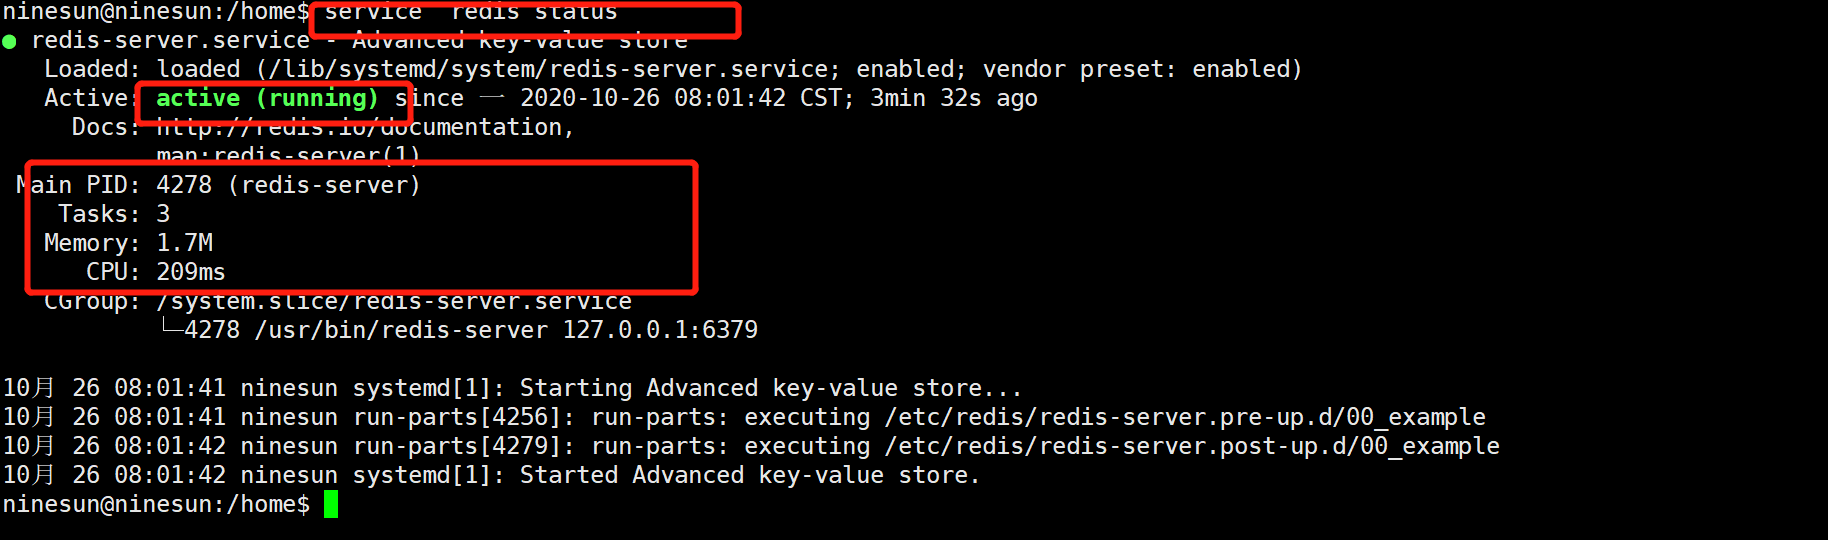 ninesun@ninesun:/home$ service  redis status
● redis-server.service - Advanced key-value store
   Loaded: loaded (/lib/systemd/system/redis-server.service; enabled; vendor preset: enabled)
   Active: active (running) since 一 2020-10-26 08:01:42 CST; 3min 32s ago
     Docs: http://redis.io/documentation,
           man:redis-server(1)
 Main PID: 4278 (redis-server)
    Tasks: 3
   Memory: 1.7M
      CPU: 209ms
   CGroup: /system.slice/redis-server.service
           └─4278 /usr/bin/redis-server 127.0.0.1:6379
10月 26 08:01:41 ninesun systemd[1]: Starting Advanced key-value store...
10月 26 08:01:41 ninesun run-parts[4256]: run-parts: executing /etc/redis/redis-server.pre-up.d/00_example
10月 26 08:01:42 ninesun run-parts[4279]: run-parts: executing /etc/redis/redis-server.post-up.d/00_example
10月 26 08:01:42 ninesun systemd[1]: Started Advanced key-value store.
ninesun@ninesun:/home$